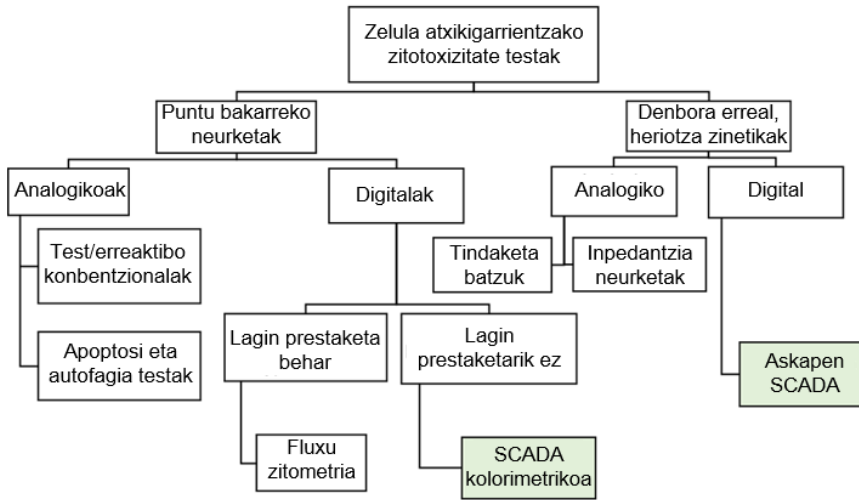 Zelula atxikigarrientzako
zitotoxizitate testak
Puntu bakarreko
neurketak
Denbora erreal,
heriotza zinetikak
Analogikoak
Digitalak
Analogiko
Digital
Test/erreaktibo
konbentzionalak
Tindaketa
batzuk
Inpedantzia
neurketak
Apoptosi eta
autofagia testak
Lagin prestaketa
behar
Lagin
prestaketarik ez
Askapen
SCADA
Fluxu
zitometria
SCADA
kolorimetrikoa